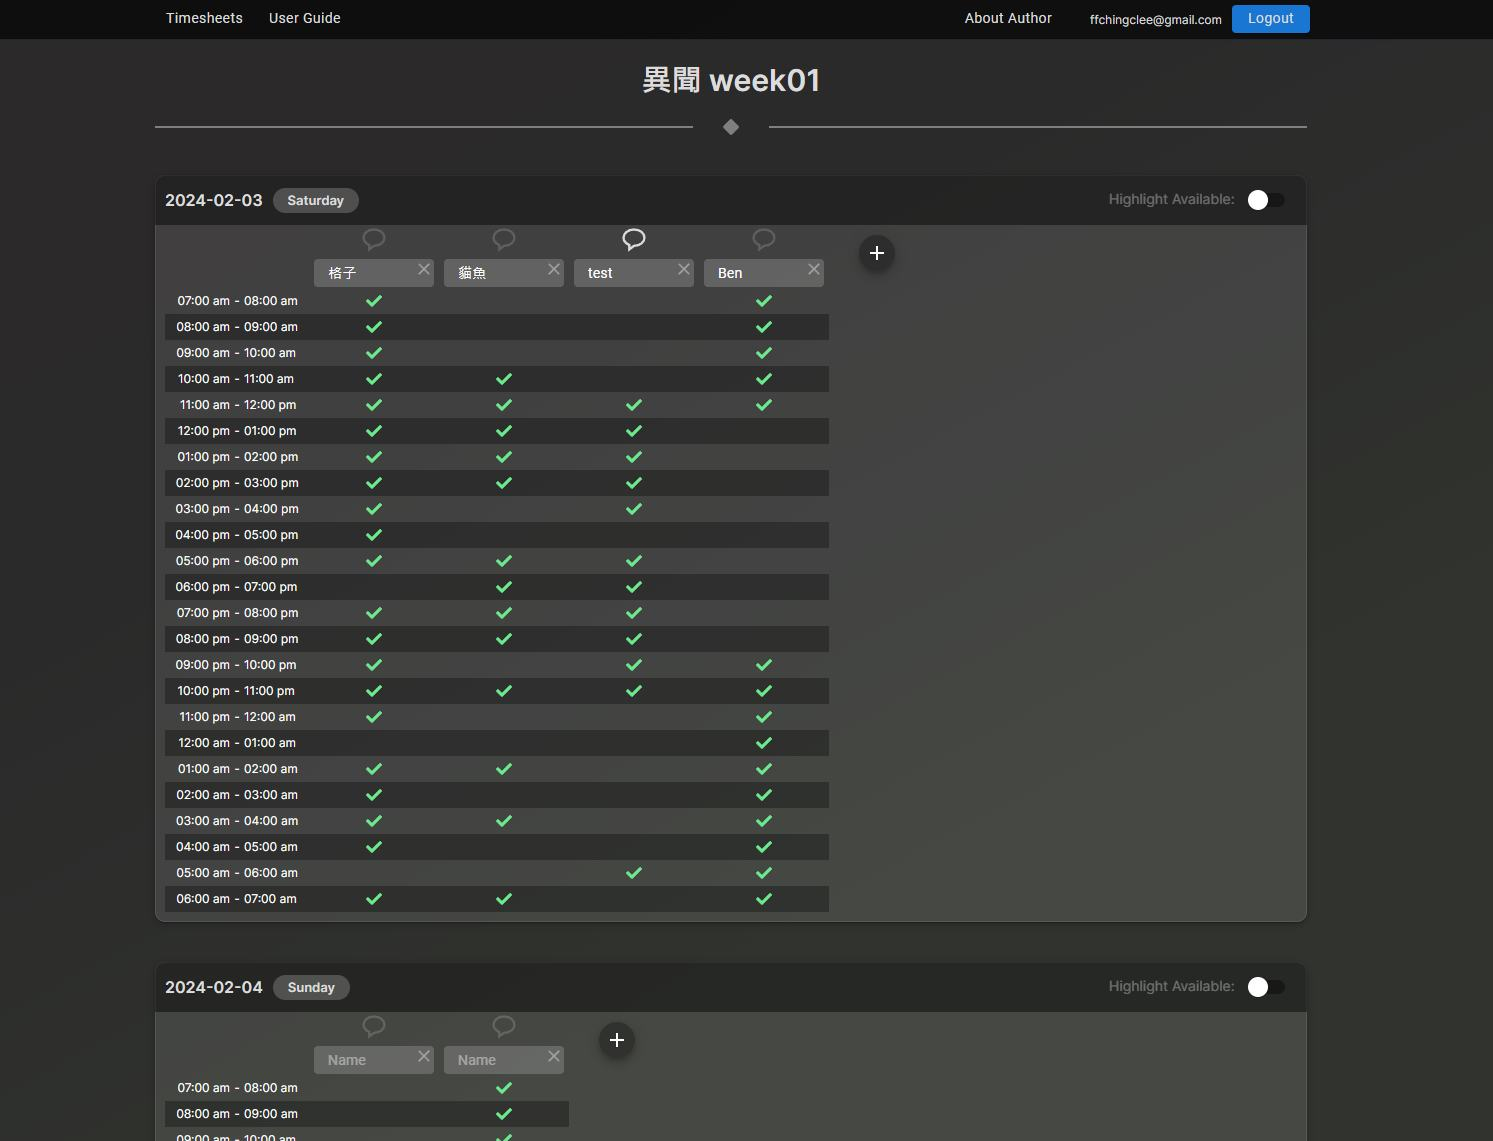 Timesheets User Guide About Author ffchingclee@gmail.com Logout
異聞 week01
2024-02-03 Saturday Highlight Available:
格子 貓魚 test Ben
07:00 am - 08:00 am
08:00 am - 09:00 am
09:00 am - 10:00 am
10:00 am - 11:00 am
11:00 am - 12:00 pm
12:00 pm - 01:00 pm
01:00 pm - 02:00 pm
02:00 pm - 03:00 pm
03:00 pm - 04:00 pm
04:00 pm - 05:00 pm
05:00 pm - 06:00 pm
06:00 pm - 07:00 pm
07:00 pm - 08:00 pm
08:00 pm - 09:00 pm
09:00 pm - 10:00 pm
10:00 pm - 11:00 pm
11:00 pm - 12:00 am
12:00 am - 01:00 am
01:00 am - 02:00 am
02:00 am - 03:00 am
03:00 am - 04:00 am
04:00 am - 05:00 am
05:00 am - 06:00 am
06:00 am - 07:00 am
2024-02-04 Sunday Highlight Available:
Name Name
07:00 am - 08:00 am
08:00 am - 09:00 am
09:00 am - 10:00 am